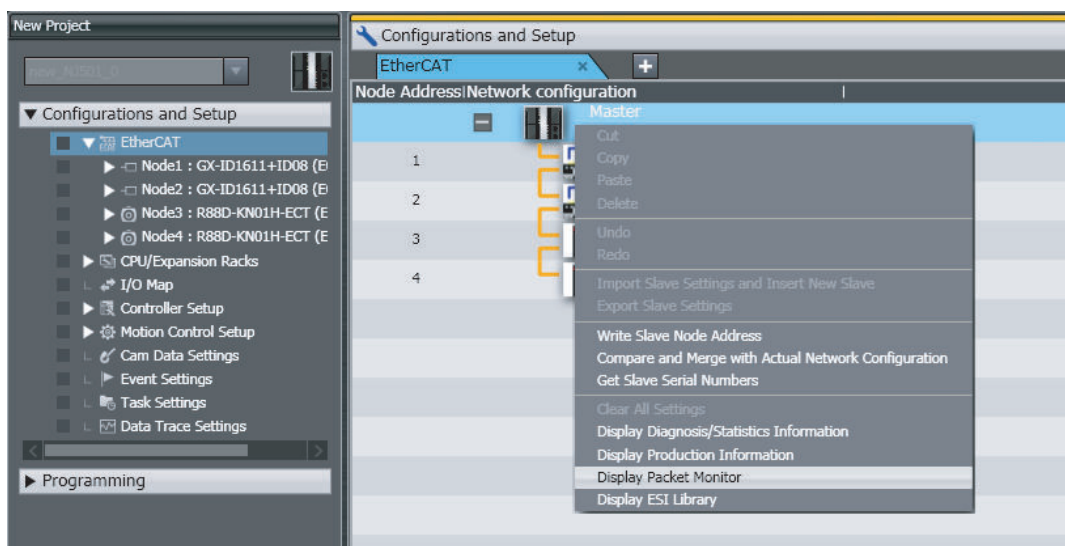 New Project
new_NJ501_0
Configurations and Setup
EtherCAT
Node1 : GX-ID1611+ID08 (E
Node2 : GX-ID1611+ID08 (E
Node3 : R88D-KN01H-ECT (E
Node4 : R88D-KN01H-ECT (E
CPU/Expansion Racks
I/O Map
Controller Setup
Motion Control Setup
Cam Data Settings
Event Settings
Task Settings
Data Trace Settings
Programming
Configurations and Setup
EtherCAT
Node Address Network configuration
Master
1
2
3
4
Cut
Copy
Paste
Delete
Undo
Redo
Import Slave Settings and Insert New Slave
Export Slave Settings
Write Slave Node Address
Compare and Merge with Actual Network Configuration
Get Slave Serial Numbers
Clear All Settings
Display Diagnosis/Statistics Information
Display Production Information
Display Packet Monitor
Display ESI Library